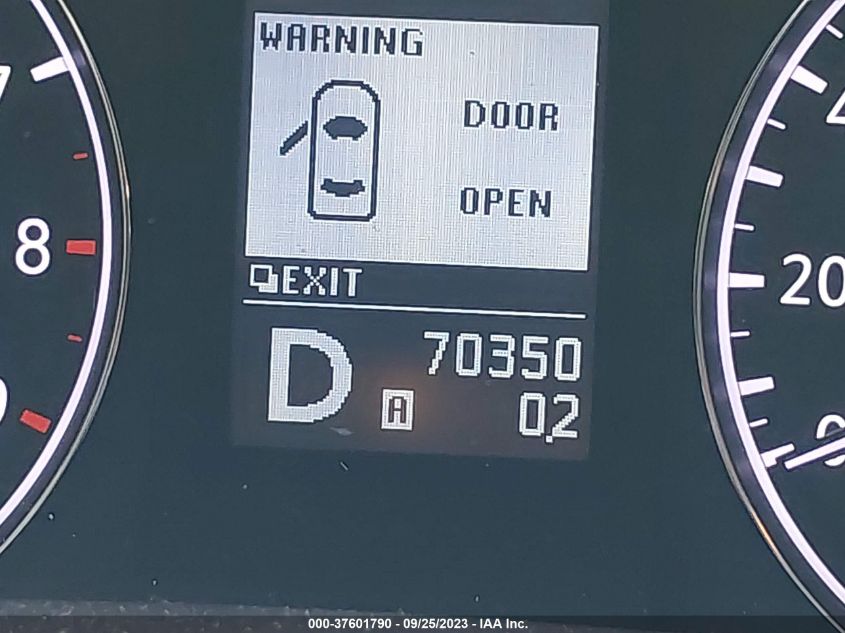 WARNING
DOOR
OPEN
EXIT
D
70350
A
0.2
8
20
000-37601790 - 09/25/2023 - IAA Inc.